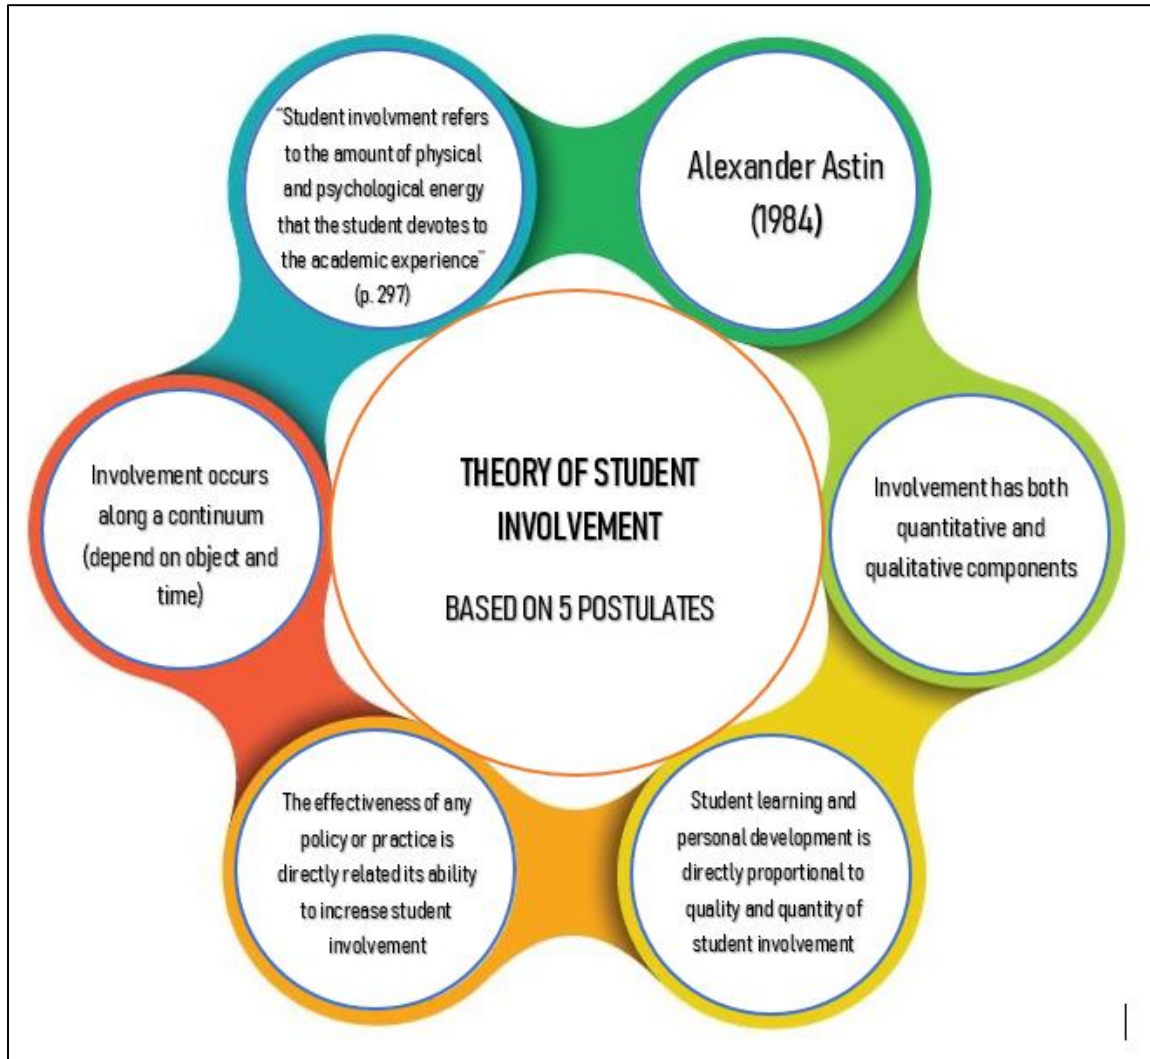 "Student involvment refers
to the amount of physical
and psychological energy
that the student devotes to
the academic experience"
(p. 297)
Alexander Astin
(1984)
Involvement occurs
along a continuum
(depend on object and
time)
THEORY OF STUDENT
INVOLVEMENT
BASED ON 5 POSTULATES
Involvement has both
quantitative and
qualitative components
The effectiveness of any
policy or practice is
directly related its ability
to increase student
involvement
Student learning and
personal development is
directly proportional to
quality and quantity of
student involvement